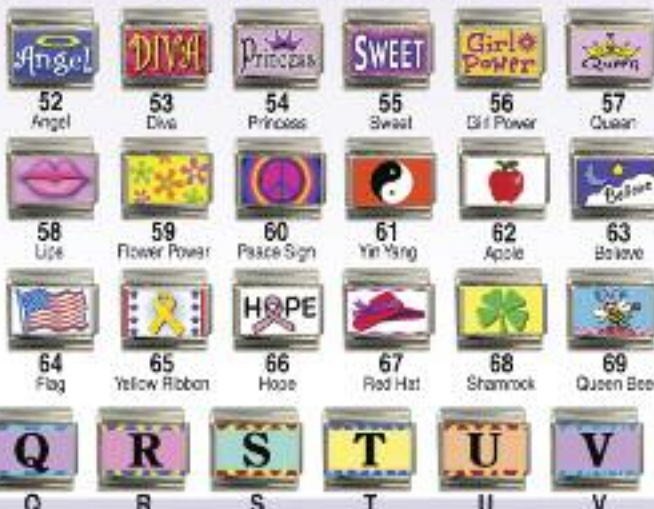 Angel DIVA Princess SWEET Girl Power Queen
52 53 54 55 56 57
Angel Diva Princess Sweet Girl Power Queen
Believe
58 59 60 61 62 63
Lips Flower Power Peace Sign Yin Yang Apple Believe
HOPE
64 65 66 67 68 69
Flag Yellow Ribbon Hope Red Hat Shamrock Queen Bee
Q R S T U V
Q R S T U V